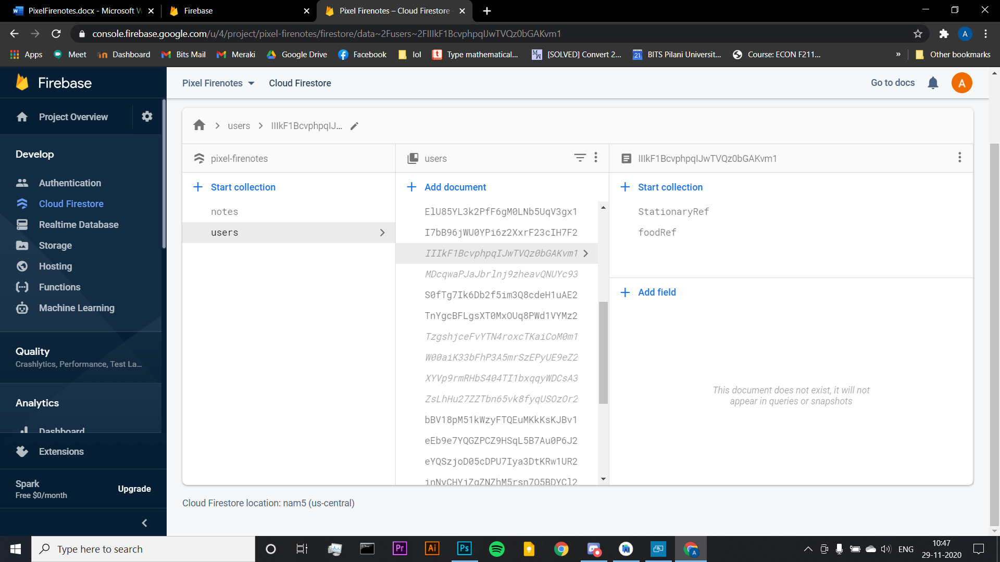 PixelFirenotes.docx - Microsoft W
Firebase
Pixel Firenotes – Cloud Firestore -
console.firebase.google.com/u/4/project/pixel-firenotes/firestore/data~2Fusers~2FIIIkF1BcvphpqIJwTVQz0bGAKvm1
A
Apps
Meet
Dashboard
Bits Mail
Meraki
Google Drive
Facebook
lol
Type mathematical...
[SOLVED] Convert 2...
BITS Pilani Universit...
Course: ECON F211...
»
Other bookmarks
Firebase
Pixel Firenotes
Cloud Firestore
Go to docs
A
Project Overview
Develop
Authentication
Cloud Firestore
Realtime Database
Storage
Hosting
Functions
Machine Learning
Quality
Crashlytics, Performance, Test La...
Analytics
Dashboard
Extensions
Spark
Free $0/month
Upgrade
users
IIIkF1BcvphpqIJ...
pixel-firenotes
Start collection
notes
users
users
Add document
ElU85YL3k2PfF6gM0LNb5UqV3gx1
I7bB96jWU0YPi6z2XxrF23cIH7F2
IIIkF1BcvphpqIJwTVQz0bGAKvm1
MDcqwaPJaJbrlnj9zheavQNUYc93
S0fTg7Ik6Db2f5im3Q8cdeH1uAE2
TnYgcBFLgsXT0MxOUq8PWd1VYMz2
TzgshjceFvYTN4roxcTKaiCoM0m1
W00aiK33bFhP3A5mrSzEPyUE9eZ2
XYVp9rmRHbS404TI1bxqqyWDCsA3
ZsLhHu27ZZTbn65vk8fyqUSOzOr2
bBV18pM51kWzyFTQEuMKkKsKJBv1
eEb9e7YQGZPCZ9HSqL5B7Au0P6J2
eYQSzjoD05cDPU7Iya3DtKRw1UR2
IIIkF1BcvphpqIJwTVQz0bGAKvm1
Start collection
StationaryRef
foodRef
Add field
This document does not exist, it will not
appear in queries or snapshots
Cloud Firestore location: nam5 (us-central)
Type here to search
Pr
Ai
Ps
ENG
10:47
29-11-2020